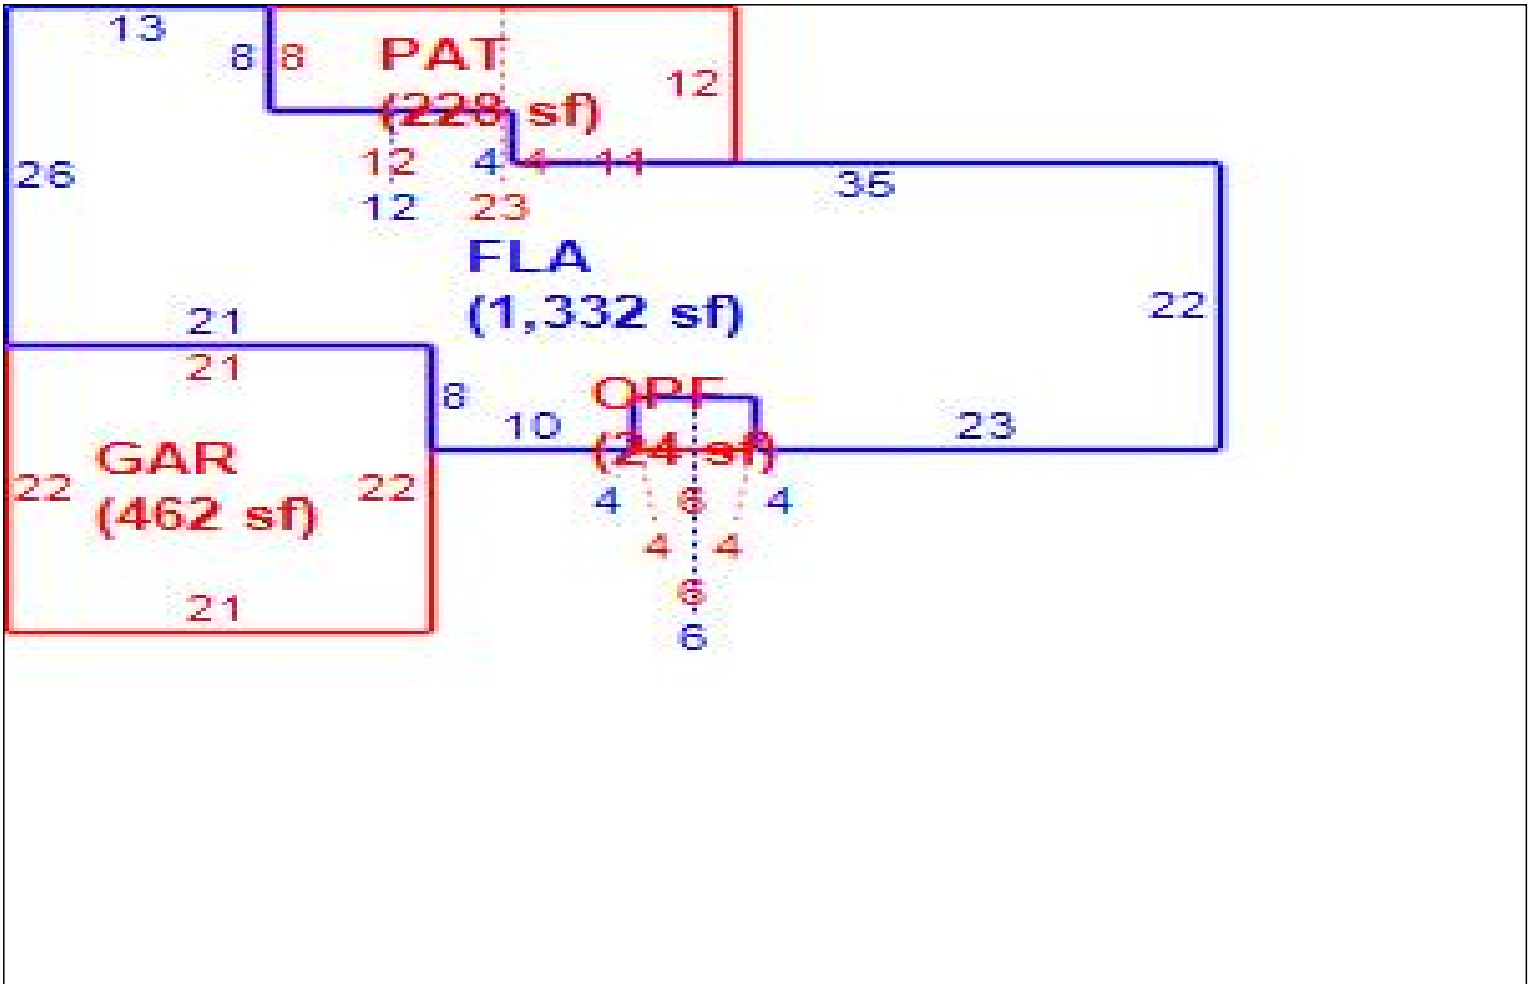 13
8 8 PAT 12
(228 sf)
12 4 4 11
26 35
12 23
FLA
(1,332 sf) 22
21
21
8 OPF
10 23
GAR (24 sf)
22 22 4 6 4
(462 sf)
4 4
21 6
6